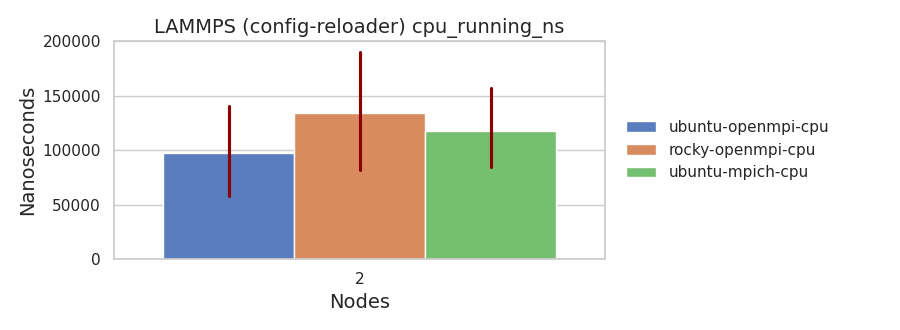 LAMMPS (config-reloader) cpu_running_ns
200000
150000
100000
50000
0
Nanoseconds
2
Nodes
ubuntu-openmpi-cpu
rocky-openmpi-cpu
ubuntu-mpich-cpu